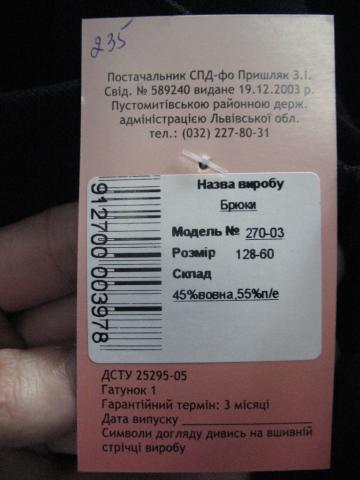 235
Постачальник СПД-фо Пришляк З.І.
Свід. № 589240 видане 19.12.2003 р.
Пустомитівською районною держ.
адміністрацією Львівської обл.
тел.: (032) 227-80-31
Назва виробу
Брюки
Модель № 270-03
Розмір 128-60
Склад
45%вовна,55%п/е
9127000003978
ДСТУ 25295-05
Гатунок 1
Гарантійний термін: 3 місяці
Дата випуску
Символи догляду дивись на вшивній
стрічці виробу